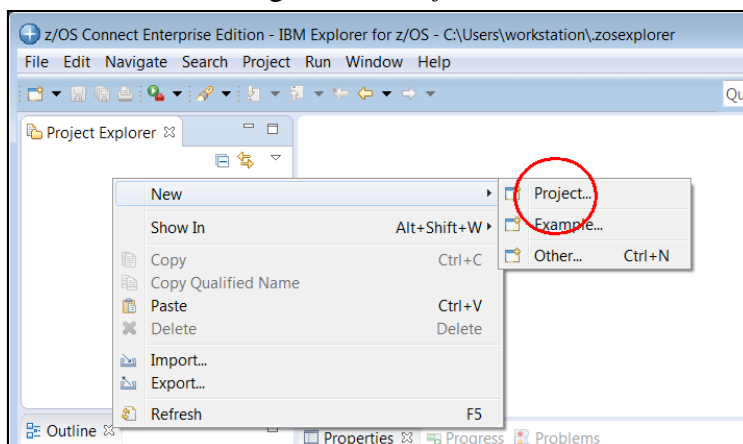 z/OS Connect Enterprise Edition - IBM Explorer for z/OS - C:\Users\workstation\.zosexplorer
File Edit Navigate Search Project Run Window Help
Qu
Project Explorer
New
Project...
Show In Alt+Shift+W
Example...
Copy Ctrl+C
Other... Ctrl+N
Copy Qualified Name
Paste Ctrl+V
Delete Delete
Import...
Export...
Refresh F5
Outline
Properties Progress Problems